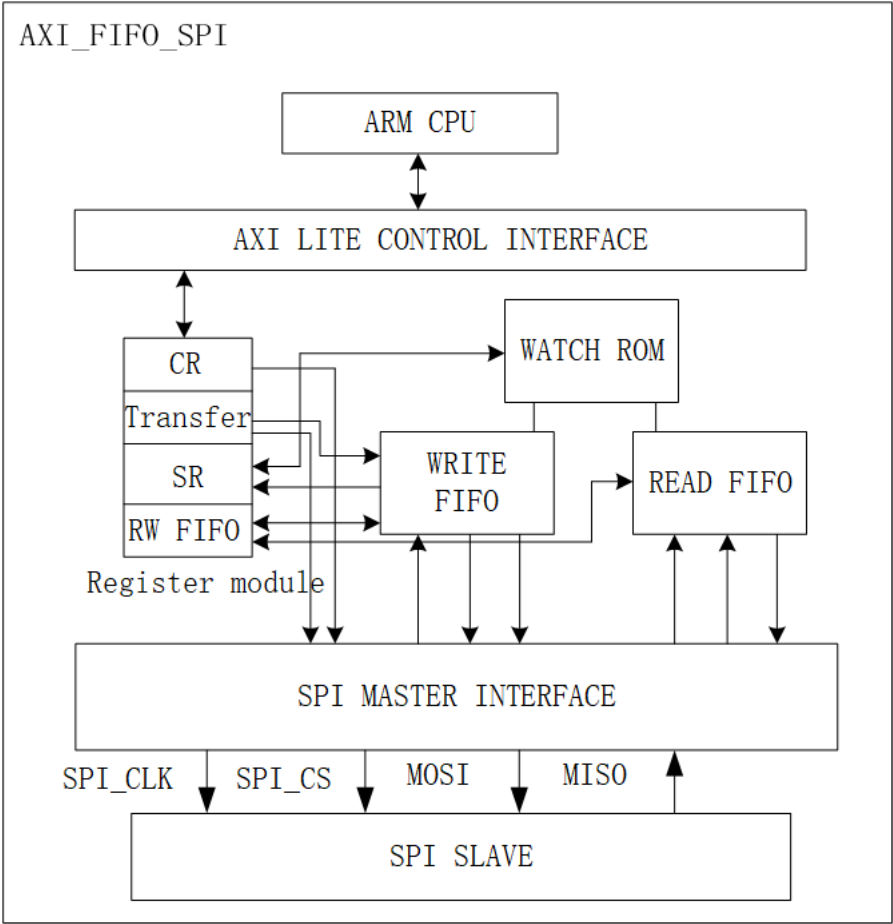 AXI_FIFO_SPI
ARM CPU
AXI LITE CONTROL INTERFACE
CR
Transfer
SR
RW FIFO
Register module
WATCH ROM
WRITE
FIFO
READ FIFO
SPI MASTER INTERFACE
SPI_CLK
SPI_CS
MOSI
MISO
SPI SLAVE